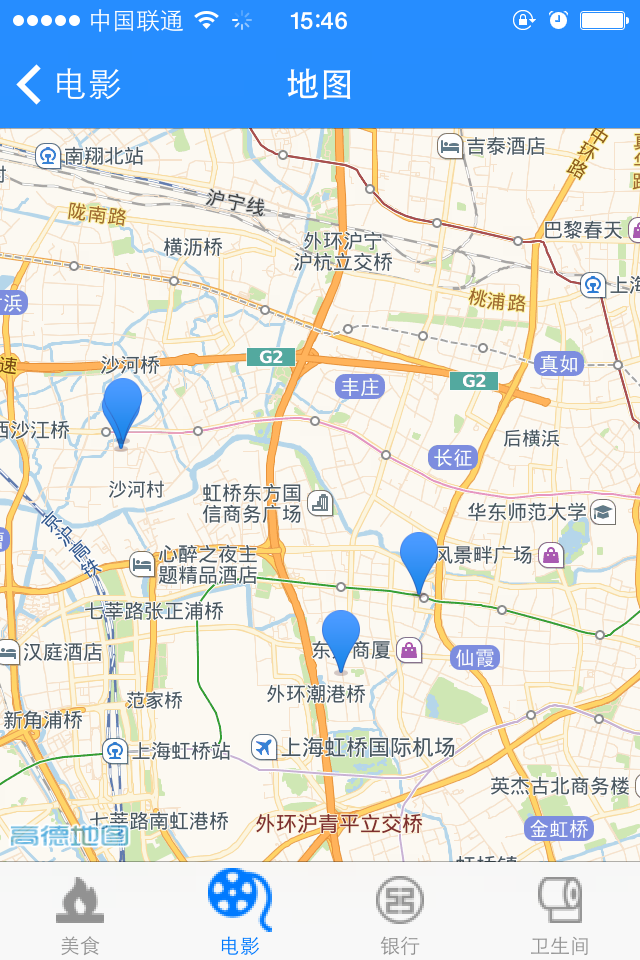 中国联通
15:46
电影
地图
南翔北站
吉泰酒店
中环路
沪宁线
陇南路
横沥桥
外环沪宁
沪杭立交桥
巴黎春天
上海
桃浦路
浜
G2
真如
沙河桥
速
丰庄
G2
西沙江桥
后横浜
长征
沙河村
虹桥东方国
信商务广场
华东师范大学
京沪高铁
心醉之夜主
题精品酒店
风景畔广场
七莘路张正浦桥
汉庭酒店
商厦
仙霞
范家桥
外环潮港桥
新角浦桥
上海虹桥站
上海虹桥国际机场
英杰古北商务楼
七莘路南虹港桥
外环沪青平立交桥
金虹桥
高德地图
美食
电影
银行
卫生间